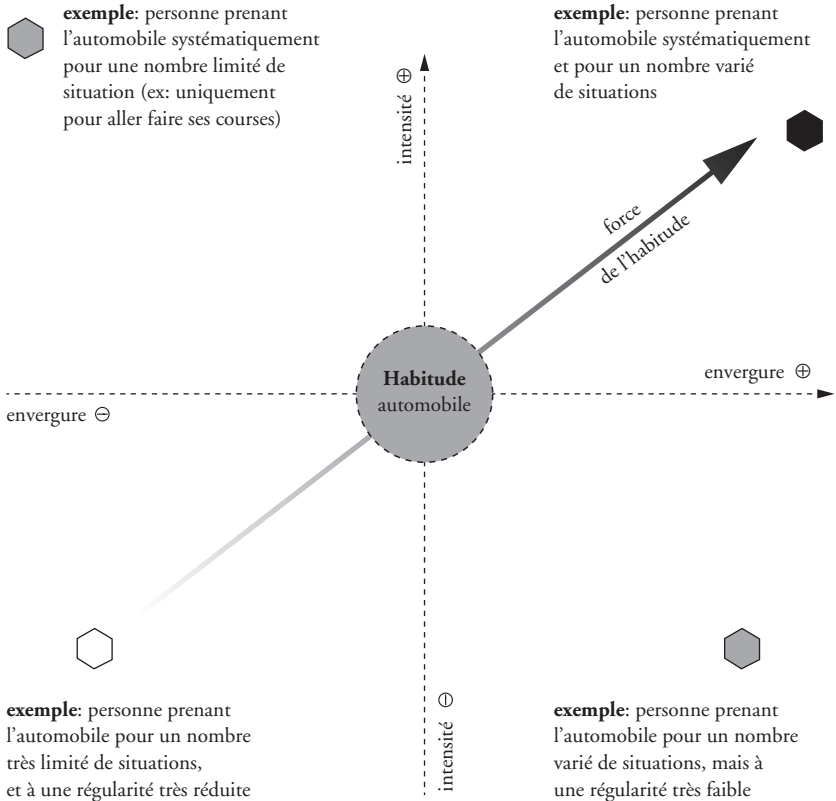 exemple: personne prenant
l'automobile systématiquement
pour une nombre limité de
situation (ex: uniquement
pour aller faire ses courses)
exemple: personne prenant
l'automobile systématiquement
et pour un nombre varié
de situations
intensité ⊕
force
de l'habitude
Habitude
automobile
envergure ⊕
envergure ⊖
intensité ⊖
exemple: personne prenant
l'automobile pour un nombre
très limité de situations,
et à une régularité très réduite
exemple: personne prenant
l'automobile pour un nombre
varié de situations, mais à
une régularité très faible